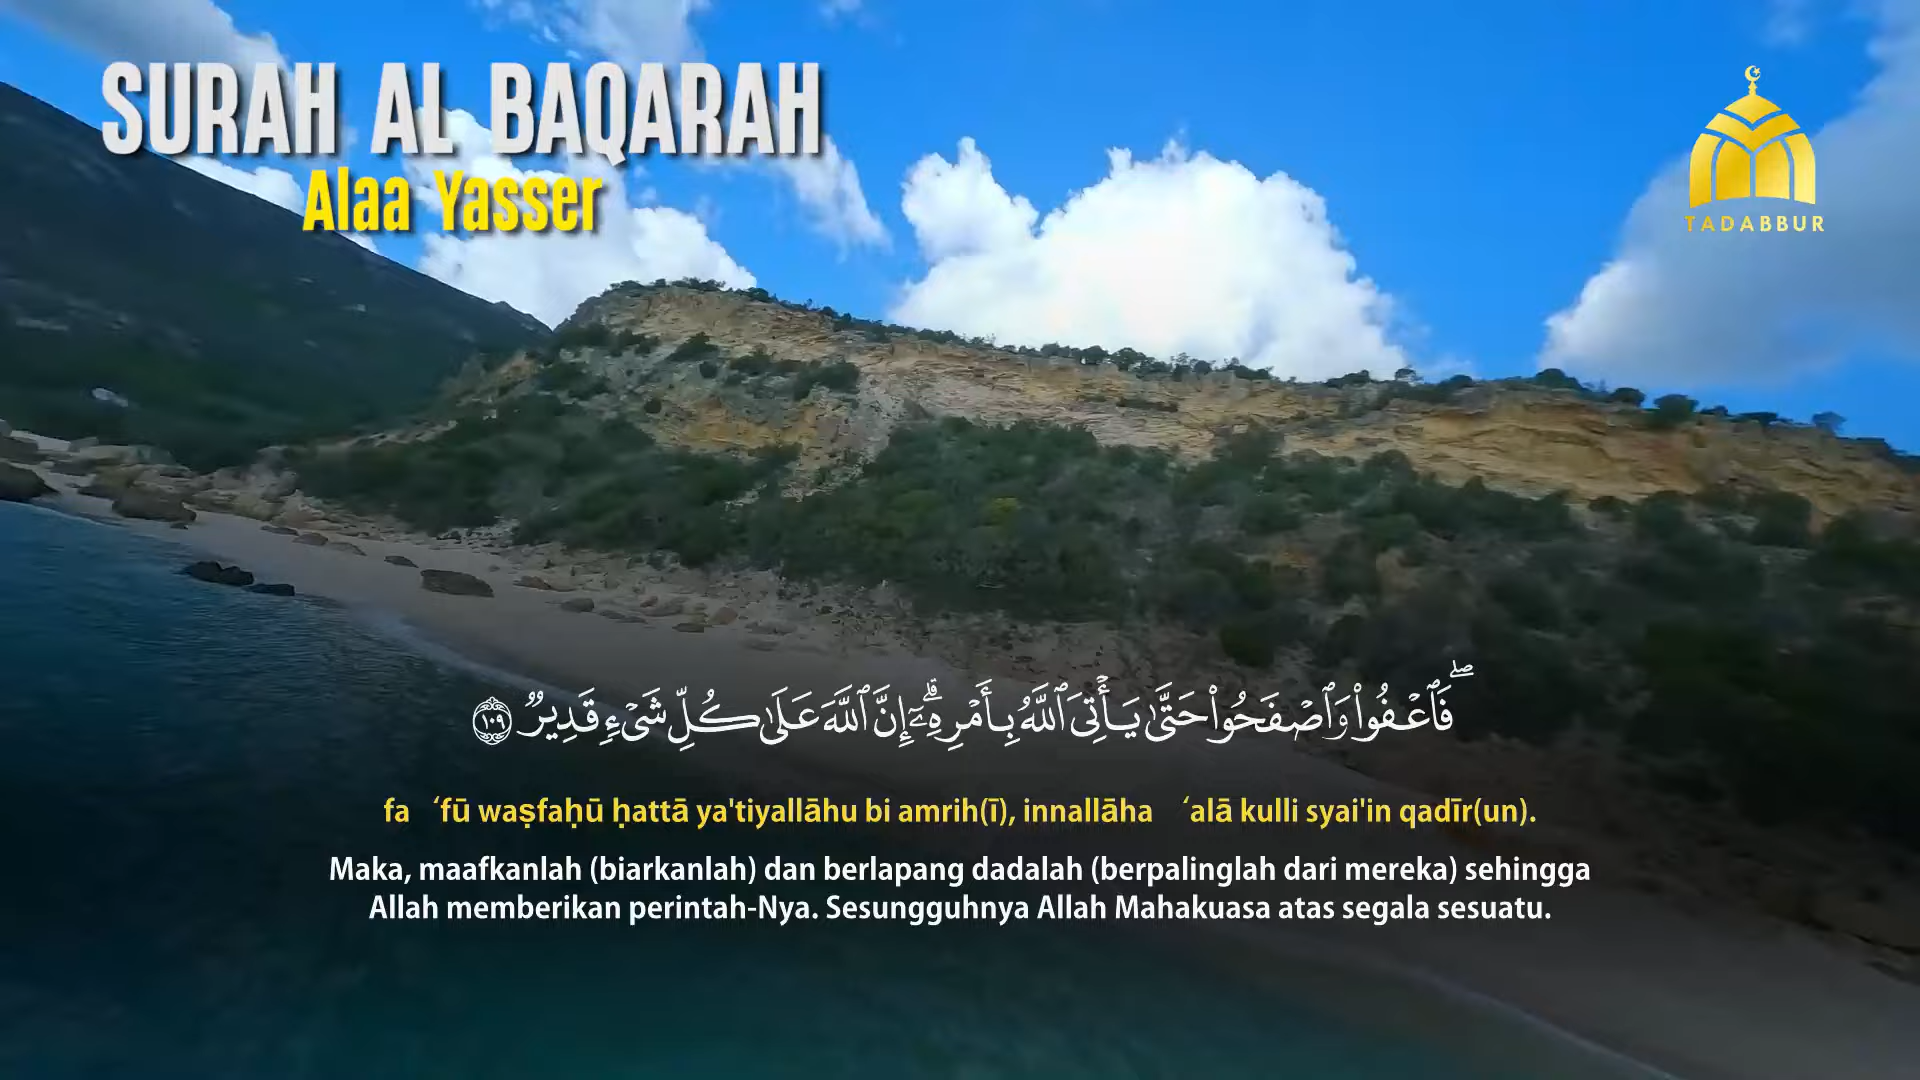 SURAH AL BAQARAH
Alaa Yasser
TADABBUR
ۖ فَٱعْفُوا۟ وَٱصْفَحُوا۟ حَتَّىٰ يَأْتِىَ ٱللَّهُ بِأَمْرِهِۦٓ ۗ إِنَّ ٱللَّهَ عَلَىٰ كُلِّ شَىْءٍ قَدِيرٌ ١٠٩
fa ‘fū waṣfaḥū ḥattā ya'tiyallāhu bi amrih(ī), innallāha ‘alā kulli syai'in qadīr(un).
Maka, maafkanlah (biarkanlah) dan berlapang dadalah (berpalinglah dari mereka) sehingga
Allah memberikan perintah-Nya. Sesungguhnya Allah Mahakuasa atas segala sesuatu.